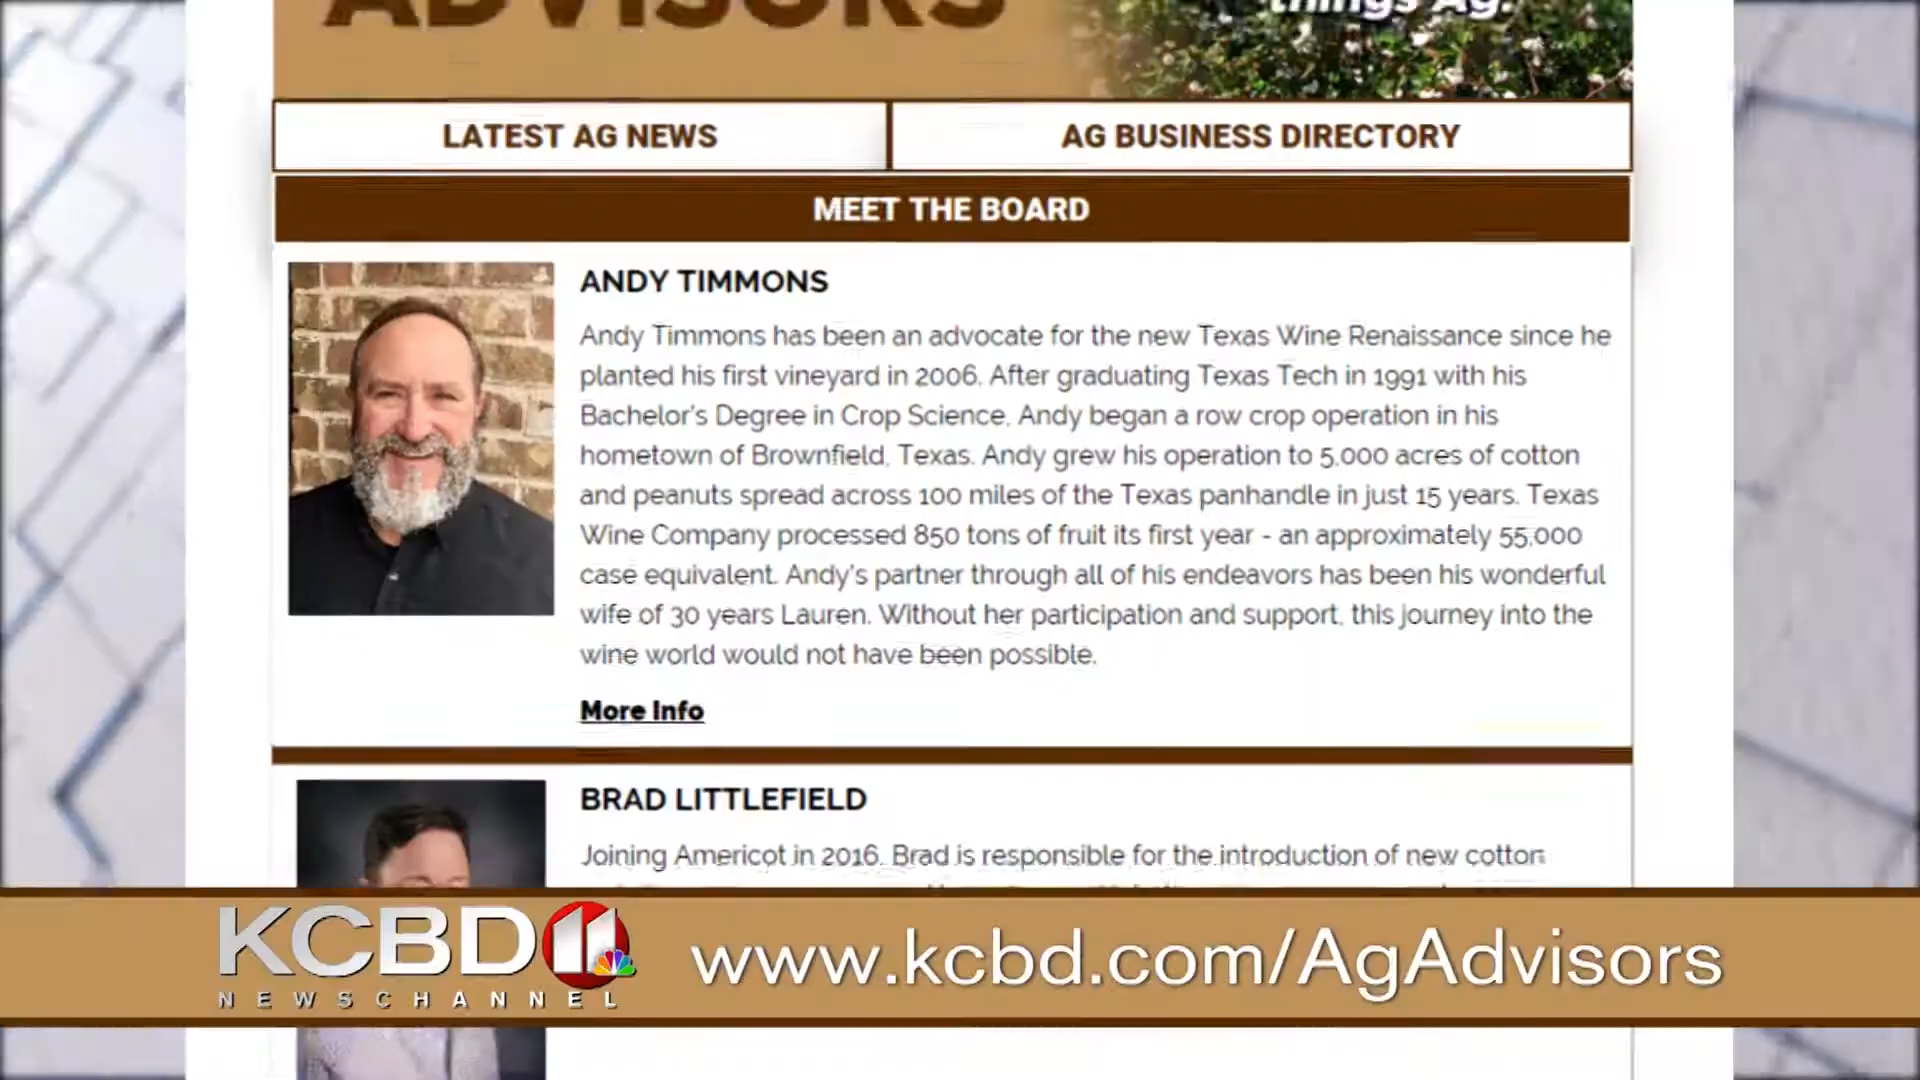 ADVISORS
things Ag.
LATEST AG NEWS
AG BUSINESS DIRECTORY
MEET THE BOARD
ANDY TIMMONS
Andy Timmons has been an advocate for the new Texas Wine Renaissance since he
planted his first vineyard in 2006. After graduating Texas Tech in 1991 with his
Bachelor's Degree in Crop Science, Andy began a row crop operation in his
hometown of Brownfield, Texas. Andy grew his operation to 5,000 acres of cotton
and peanuts spread across 100 miles of the Texas panhandle in just 15 years. Texas
Wine Company processed 850 tons of fruit its first year - an approximately 55,000
case equivalent. Andy's partner through all of his endeavors has been his wonderful
wife of 30 years Lauren. Without her participation and support, this journey into the
wine world would not have been possible.
More Info
BRAD LITTLEFIELD
Joining Americot in 2016, Brad is responsible for the introduction of new cotton
KCBD 11
NEWSCHANNEL
www.kcbd.com/AgAdvisors